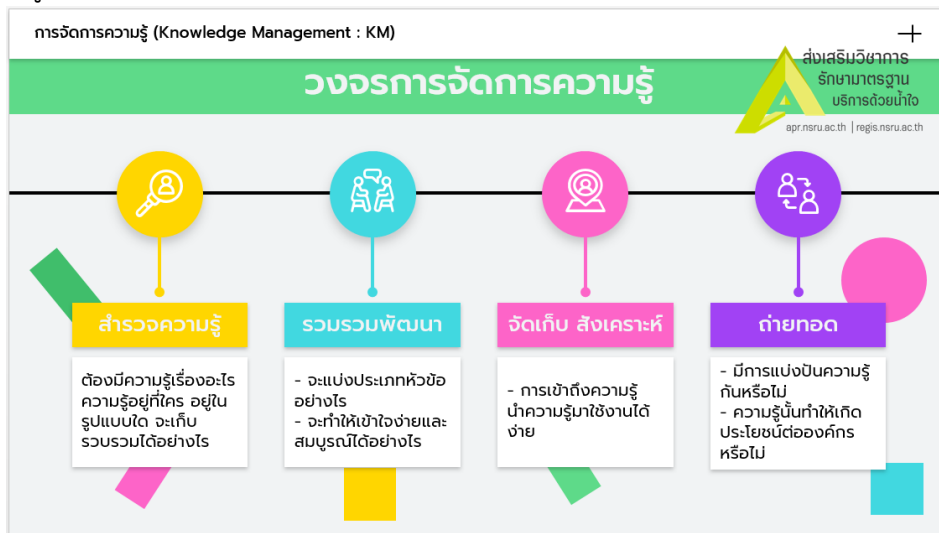 การจัดการความรู้ (Knowledge Management : KM)
ส่งเสริมวิชาการ
รักษามาตรฐาน
บริการด้วยน้ำใจ
apr.nsru.ac.th | regis.nsru.ac.th
วงจรการจัดการความรู้
สำรวจความรู้
ต้องมีความรู้เรื่องอะไร
ความรู้อยู่ที่ใคร อยู่ใน
รูปแบบใด จะเก็บ
รวบรวมได้อย่างไร
รวมรวมพัฒนา
- จะแบ่งประเภทหัวข้อ
อย่างไร
- จะทำให้เข้าใจง่ายและ
สมบูรณ์ได้อย่างไร
จัดเก็บ สังเคราะห์
- การเข้าถึงความรู้
นำความรู้มาใช้งานได้
ง่าย
ถ่ายทอด
- มีการแบ่งปันความรู้
กันหรือไม่
- ความรู้นั้นทำให้เกิด
ประโยชน์ต่อองค์กร
หรือไม่